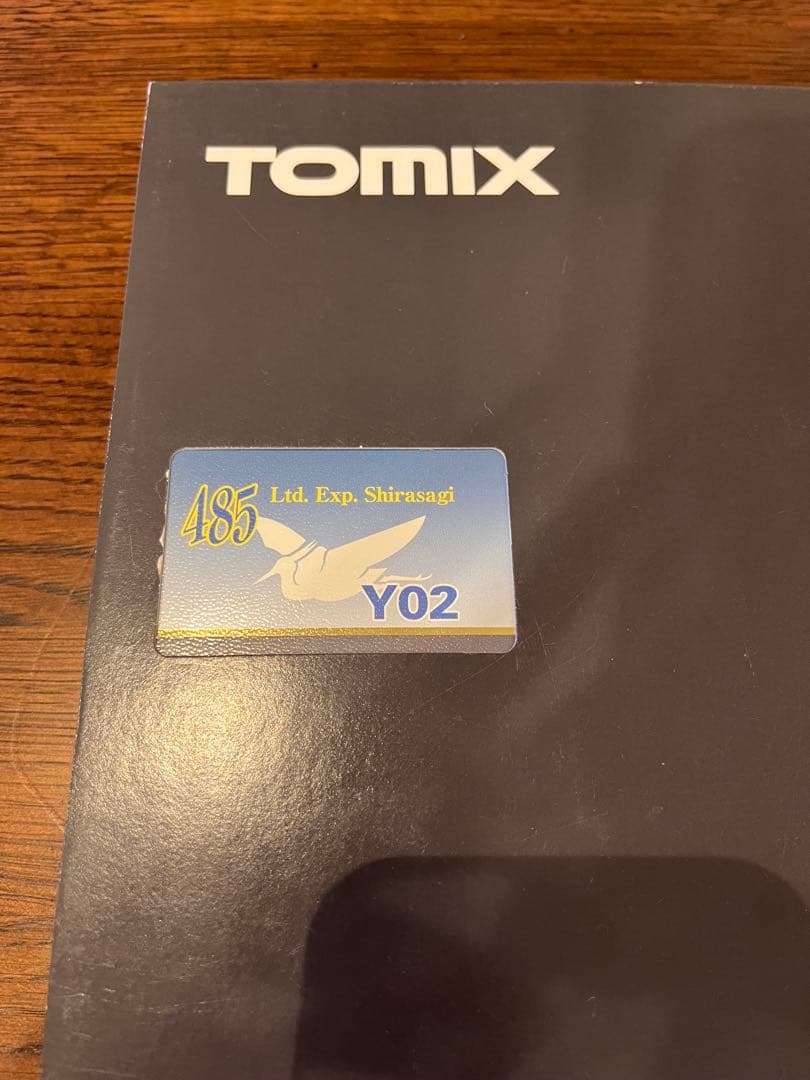 TOMIX
485 Ltd. Exp. Shirasagi
Y02